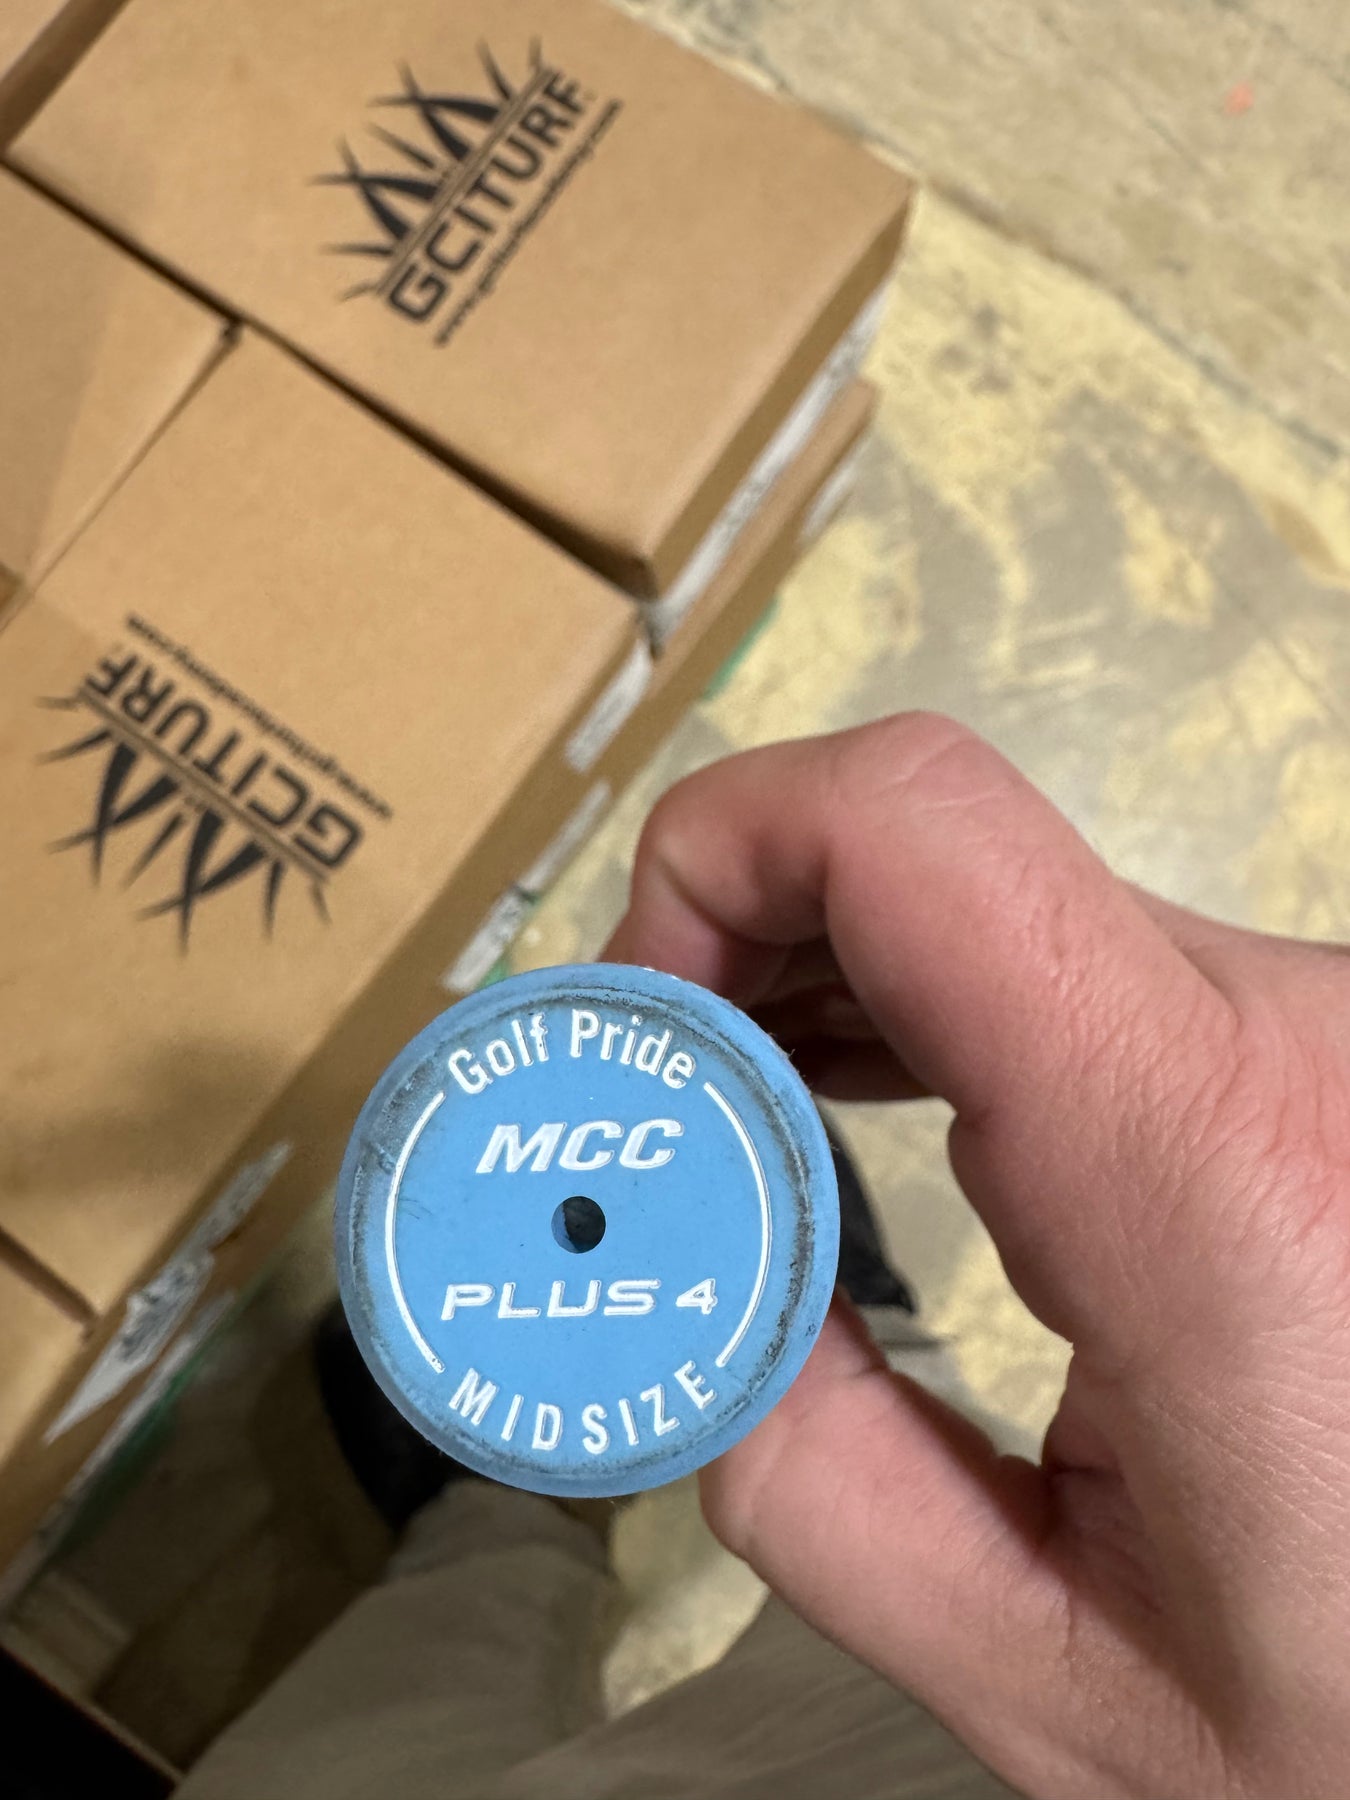 GCITURF
GCITURF
Golf Pride
MCC
PLUS 4
MIDSIZE